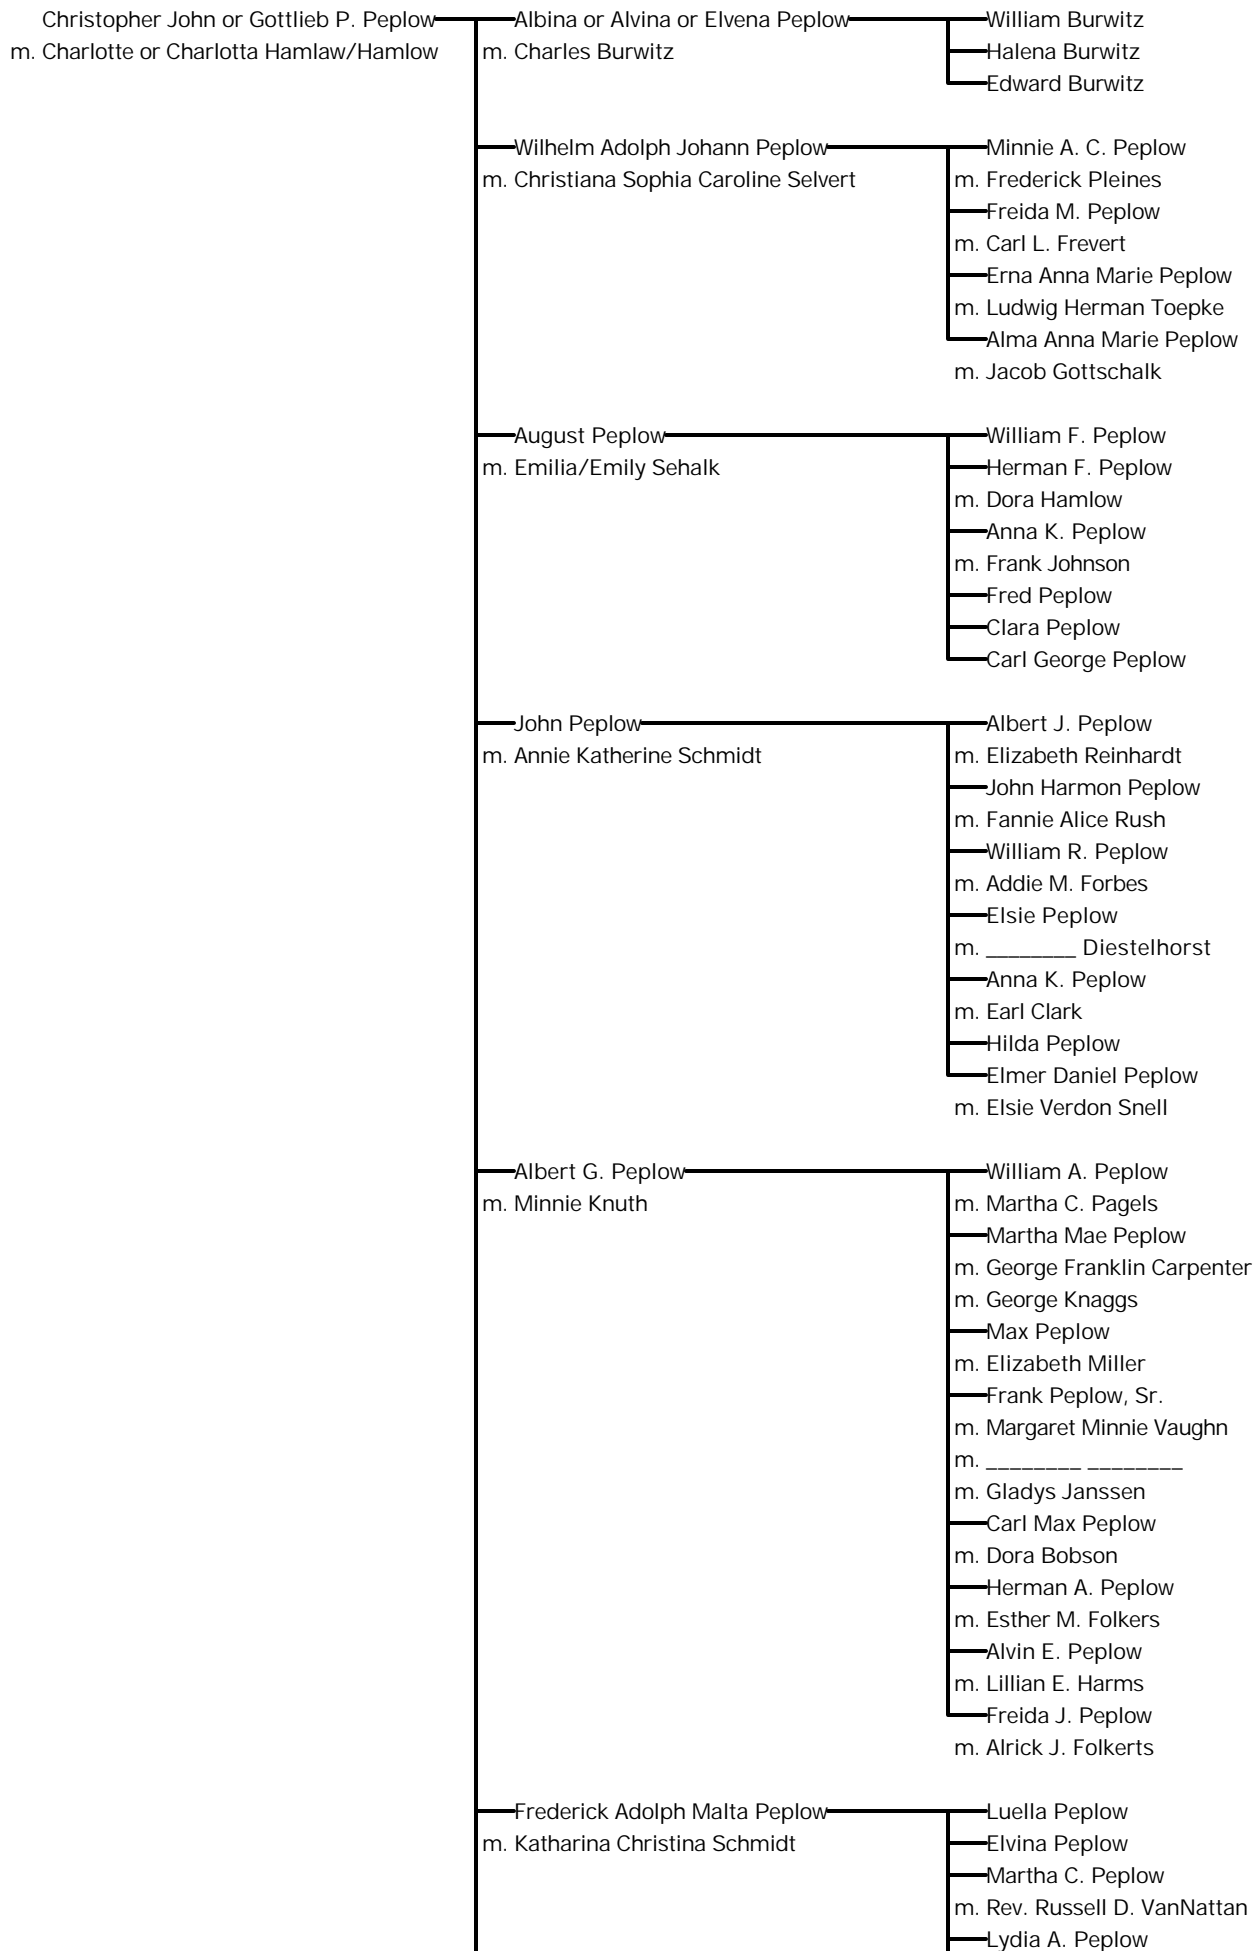 Christopher John or Gottlieb P. Peplow
m. Charlotte or Charlotta Hamlaw/Hamlow
Albina or Alvina or Elvena Peplow
m. Charles Burwitz
William Burwitz
Halena Burwitz
Edward Burwitz
Wilhelm Adolph Johann Peplow
m. Christiana Sophia Caroline Selvert
Minnie A. C. Peplow
m. Frederick Pleines
Freida M. Peplow
m. Carl L. Frevert
Erna Anna Marie Peplow
m. Ludwig Herman Toepke
Alma Anna Marie Peplow
m. Jacob Gottschalk
August Peplow
m. Emilia/Emily Sehalk
William F. Peplow
Herman F. Peplow
m. Dora Hamlow
Anna K. Peplow
m. Frank Johnson
Fred Peplow
Clara Peplow
Carl George Peplow
John Peplow
m. Annie Katherine Schmidt
Albert J. Peplow
m. Elizabeth Reinhardt
John Harmon Peplow
m. Fannie Alice Rush
William R. Peplow
m. Addie M. Forbes
Elsie Peplow
m. ________ Diestelhorst
Anna K. Peplow
m. Earl Clark
Hilda Peplow
Elmer Daniel Peplow
m. Elsie Verdon Snell
Albert G. Peplow
m. Minnie Knuth
William A. Peplow
m. Martha C. Pagels
Martha Mae Peplow
m. George Franklin Carpenter
m. George Knaggs
Max Peplow
m. Elizabeth Miller
Frank Peplow, Sr.
m. Margaret Minnie Vaughn
m. ________ ________
m. Gladys Janssen
Carl Max Peplow
m. Dora Bobson
Herman A. Peplow
m. Esther M. Folkers
Alvin E. Peplow
m. Lillian E. Harms
Freida J. Peplow
m. Alrick J. Folkerts
Frederick Adolph Malta Peplow
m. Katharina Christina Schmidt
Luella Peplow
Elvina Peplow
Martha C. Peplow
m. Rev. Russell D. VanNattan
Lydia A. Peplow